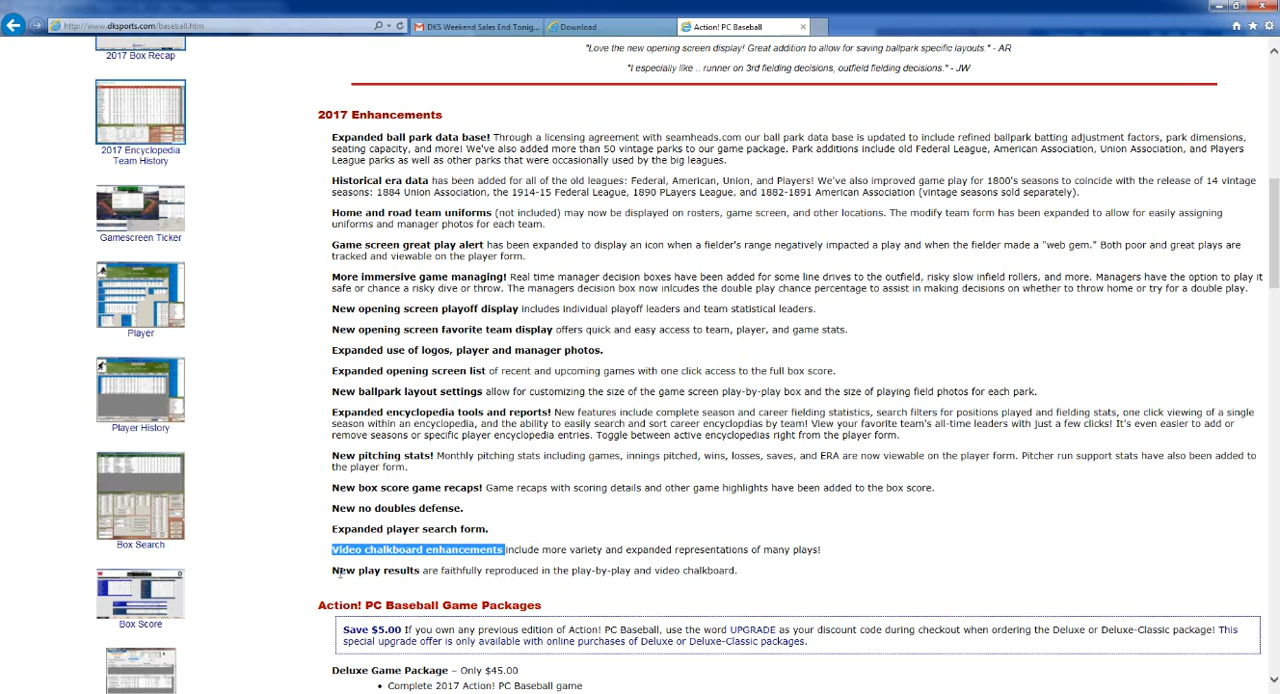 http://www.dksports.com/baseball.htm
DKS Weekend Sales End Tonig...
Download
Action! PC Baseball
2017 Box Recap
2017 Encyclopedia
Team History
Gamescreen Ticker
Player
Player History
Box Search
Box Score
"Love the new opening screen display! Great addition to allow for saving ballpark specific layouts." - AR
"I especially like .. runner on 3rd fielding decisions, outfield fielding decisions." - JW
2017 Enhancements
Expanded ball park data base! Through a licensing agreement with seamheads.com our ball park data base is updated to include refined ballpark batting adjustment factors, park dimensions,
seating capacity, and more! We've also added more than 50 vintage parks to our game package. Park additions include old Federal League, American Association, Union Association, and Players
League parks as well as other parks that were occasionally used by the big leagues.
Historical era data has been added for all of the old leagues: Federal, American, Union, and Players! We've also improved game play for 1800's seasons to coincide with the release of 14 vintage
seasons: 1884 Union Association, the 1914-15 Federal League, 1890 PLayers League, and 1882-1891 American Association (vintage seasons sold separately).
Home and road team uniforms (not included) may now be displayed on rosters, game screen, and other locations. The modify team form has been expanded to allow for easily assigning
uniforms and manager photos for each team.
Game screen great play alert has been expanded to display an icon when a fielder's range negatively impacted a play and when the fielder made a "web gem." Both poor and great plays are
tracked and viewable on the player form.
More immersive game managing! Real time manager decision boxes have been added for some line drives to the outfield, risky slow infield rollers, and more. Managers have the option to play it
safe or chance a risky dive or throw. The managers decision box now inlcudes the double play chance percentage to assist in making decisions on whether to throw home or try for a double play.
New opening screen playoff display includes individual playoff leaders and team statistical leaders.
New opening screen favorite team display offers quick and easy access to team, player, and game stats.
Expanded use of logos, player and manager photos.
Expanded opening screen list of recent and upcoming games with one click access to the full box score.
New ballpark layout settings allow for customizing the size of the game screen play-by-play box and the size of playing field photos for each park.
Expanded encyclopedia tools and reports! New features include complete season and career fielding statistics, search filters for positions played and fielding stats, one click viewing of a single
season within an encyclopedia, and the ability to easily search and sort career encyclopdias by team! View your favorite team's all-time leaders with just a few clicks! It's even easier to add or
remove seasons or specific player encyclopedia entries. Toggle between active encyclopedias right from the player form.
New pitching stats! Monthly pitching stats including games, innings pitched, wins, losses, saves, and ERA are now viewable on the player form. Pitcher run support stats have also been added to
the player form.
New box score game recaps! Game recaps with scoring details and other game highlights have been added to the box score.
New no doubles defense.
Expanded player search form.
Video chalkboard enhancements include more variety and expanded representations of many plays!
New play results are faithfully reproduced in the play-by-play and video chalkboard.
Action! PC Baseball Game Packages
Save $5.00 If you own any previous edition of Action! PC Baseball, use the word UPGRADE as your discount code during checkout when ordering the Deluxe or Deluxe-Classic package! This
special upgrade offer is only available with online purchases of Deluxe or Deluxe-Classic packages.
Deluxe Game Package – Only $45.00
• Complete 2017 Action! PC Baseball game